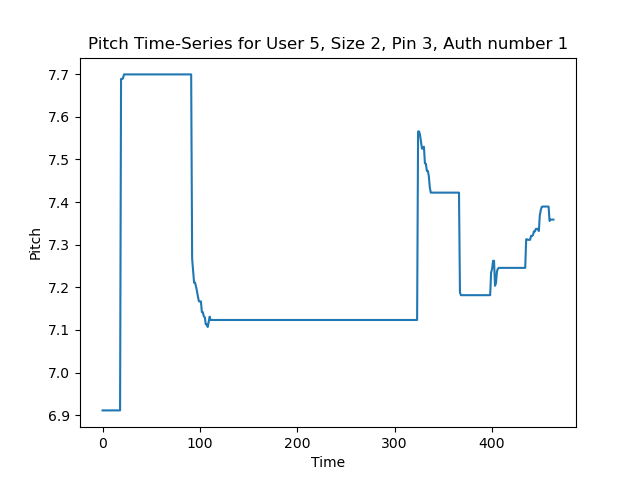 Pitch Time-Series for User 5, Size 2, Pin 3, Auth number 1
7.7
7.6
7.5
7.4
7.3
7.2
7.1
7.0
6.9
Pitch
0 100 200 300 400
Time